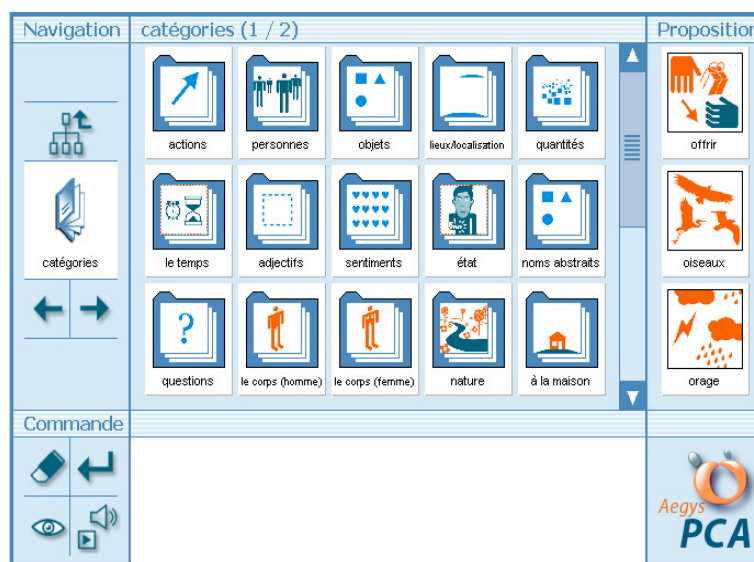 Navigation
catégories (1 / 2)
Proposition
actions
personnes
objets
lieux/localisation
quantités
offrir
catégories
le temps
adjectifs
sentiments
état
noms abstraits
oiseaux
questions
le corps (homme)
le corps (femme)
nature
à la maison
orage
Commande
Aegys
PCA